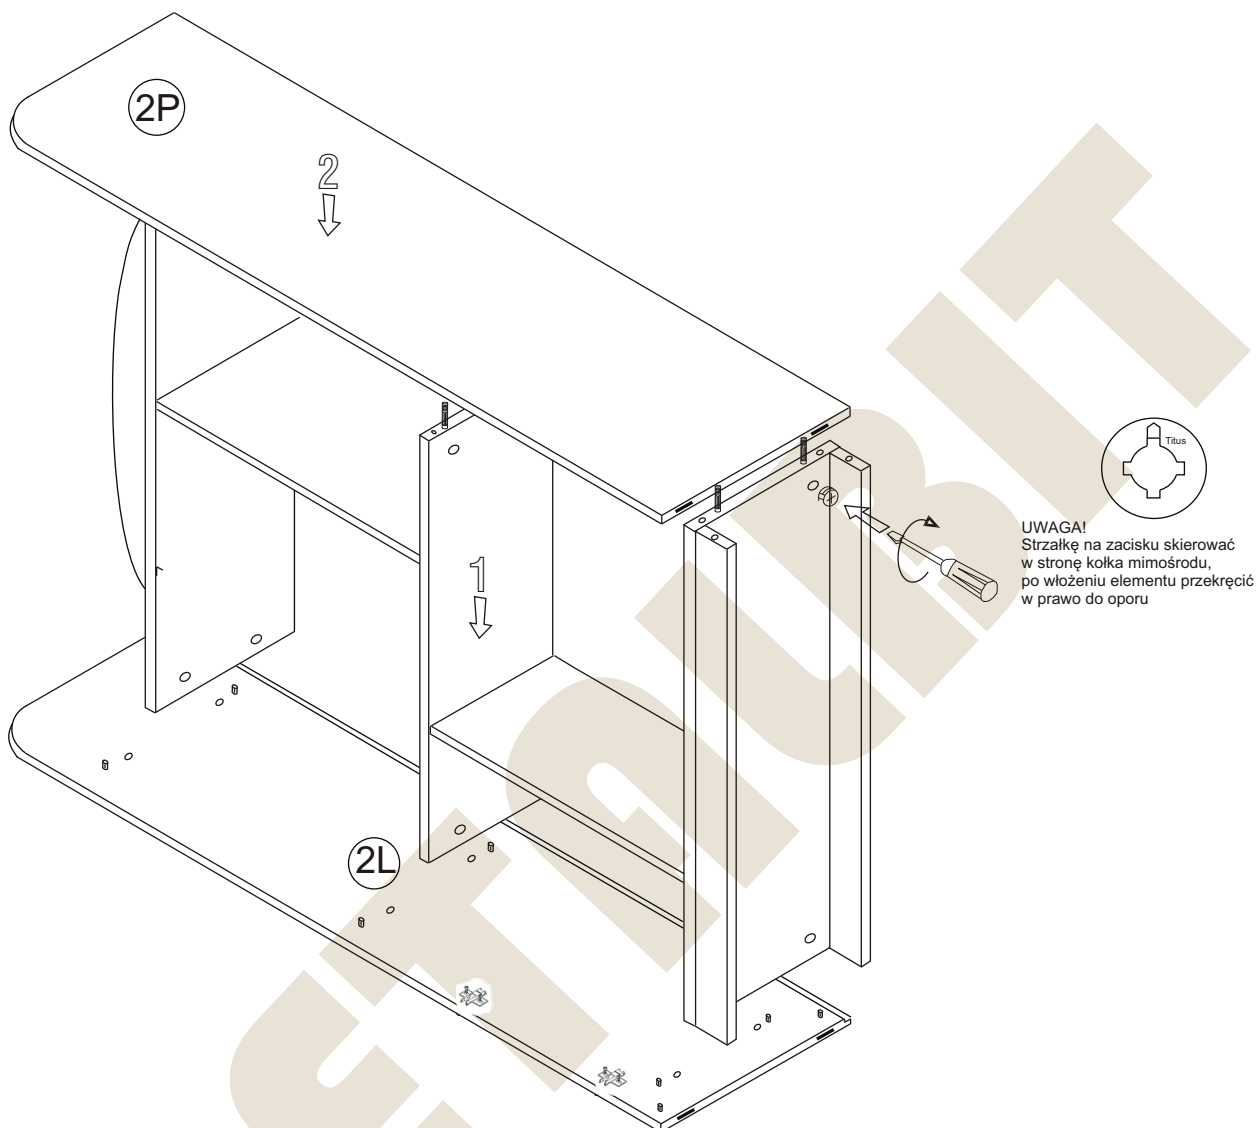 2P
2
1
2L
Titus
UWAGA!
Strzałkę na zacisku skierować
w stronę kołka mimośrodu,
po włożeniu elementu przekręcić
w prawo do oporu